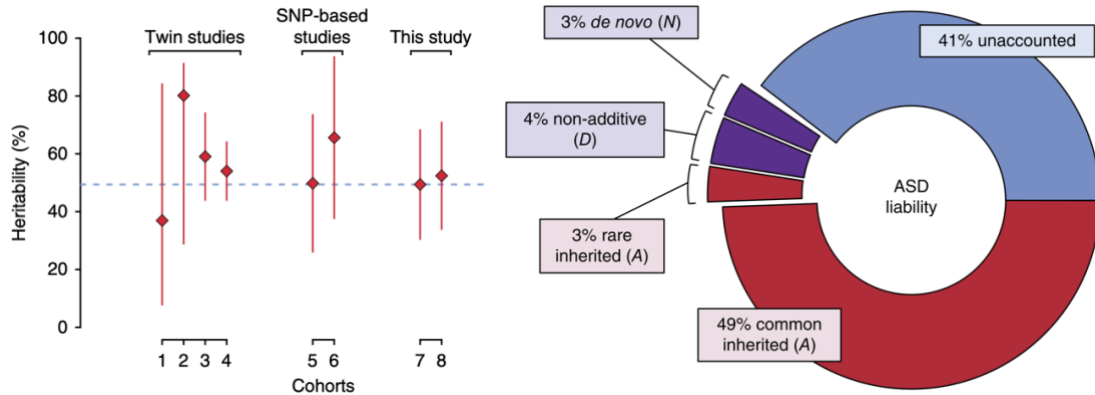 Twin studies
SNP-based
studies
This study
100
80
60
40
20
0
Heritability (%)
1 2 3 4 5 6 7 8
Cohorts
3% de novo (N)
4% non-additive
(D)
3% rare
inherited (A)
49% common
inherited (A)
41% unaccounted
ASD
liability